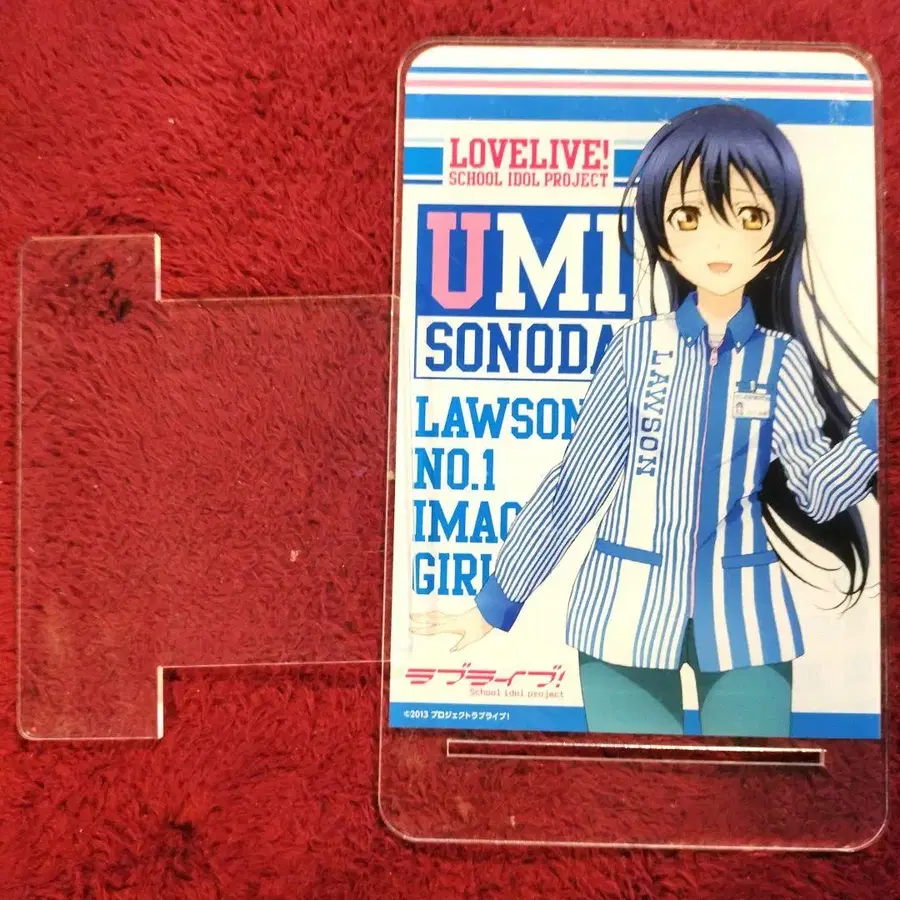 LOVELIVE!
SCHOOL IDOL PROJECT
UMI
SONODA
LAWSON
NO.1
IMAG
GIRL
LAWSON
ラブライブ!
School idol project
©2013 プロジェクトラブライブ!